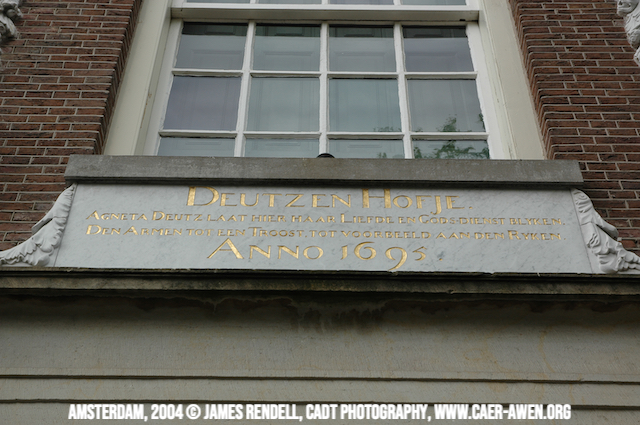 DEUTZEN HOFJE.
AGNETA DEUTZ LAAT HIER HAAR LIEFDE EN GODSDIENST BLYKEN,
DEN ARMEN TOT EEN TROOST TOT VOORBEELD AAN DEN RYKEN.
ANNO 1695
AMSTERDAM, 2004 © JAMES RENDELL, CADT PHOTOGRAPHY, WWW.CAER-AWEN.ORG